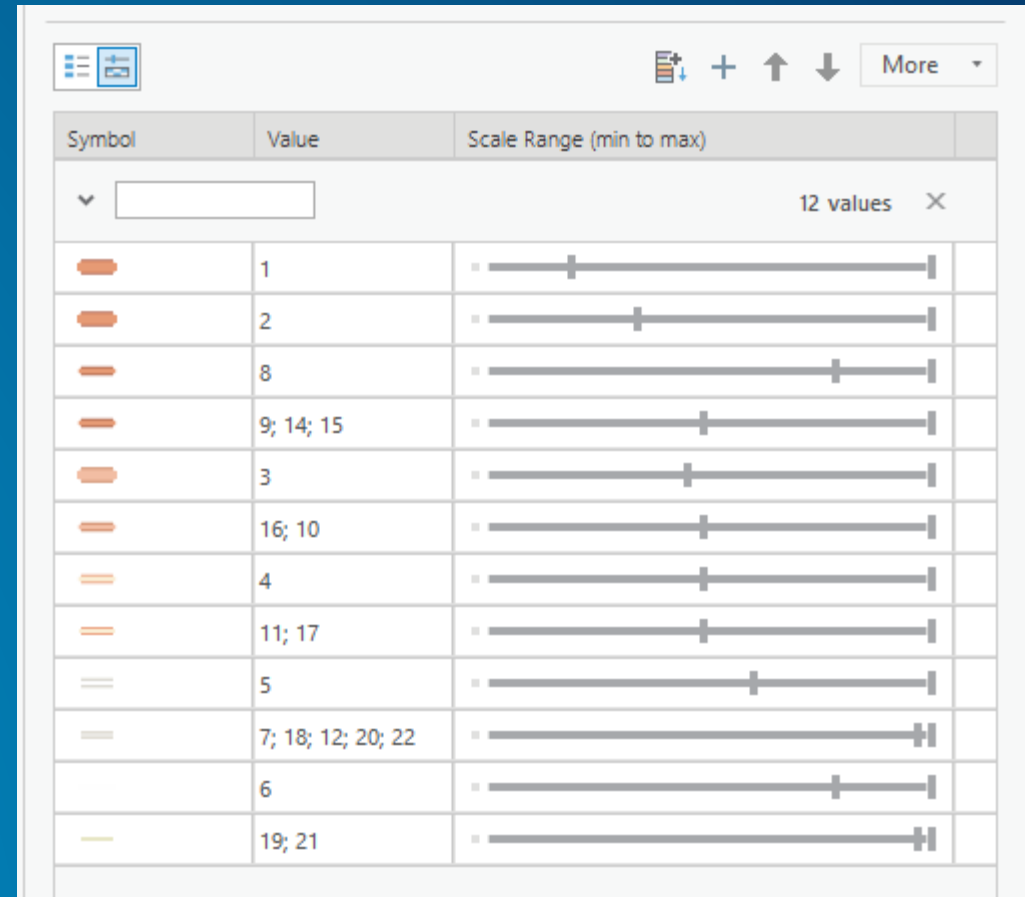 More
Symbol Value Scale Range (min to max)
12 values
1
2
8
9; 14; 15
3
16; 10
4
11; 17
5
7; 18; 12; 20; 22
6
19; 21